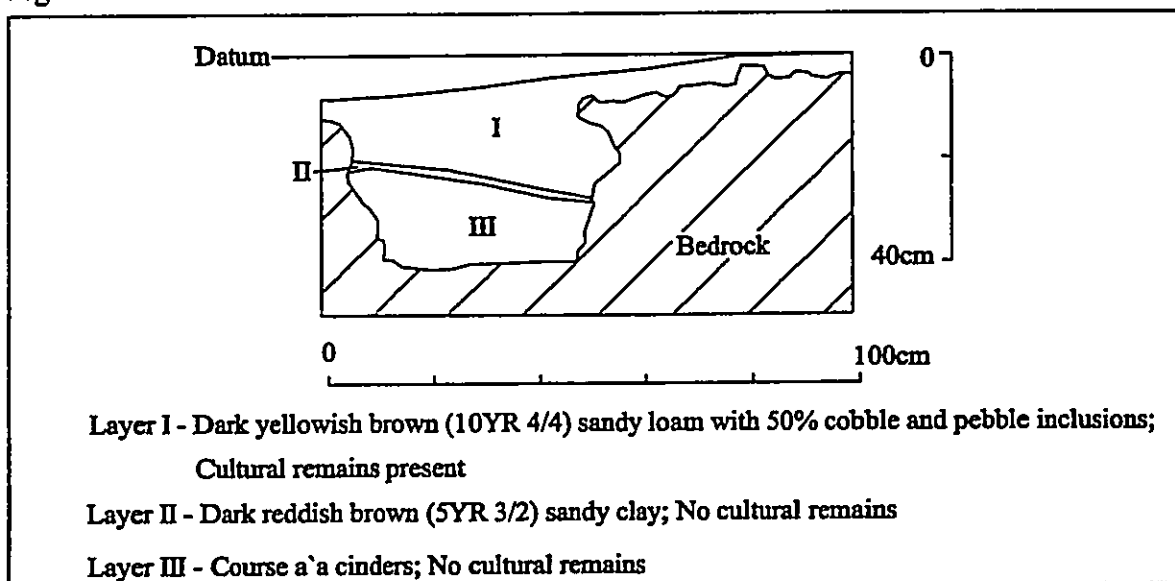 Datum
0
I
II
III
Bedrock
40cm
0
100cm
Layer I - Dark yellowish brown (10YR 4/4) sandy loam with 50% cobble and pebble inclusions;
Cultural remains present
Layer II - Dark reddish brown (5YR 3/2) sandy clay; No cultural remains
Layer III - Course a`a cinders; No cultural remains